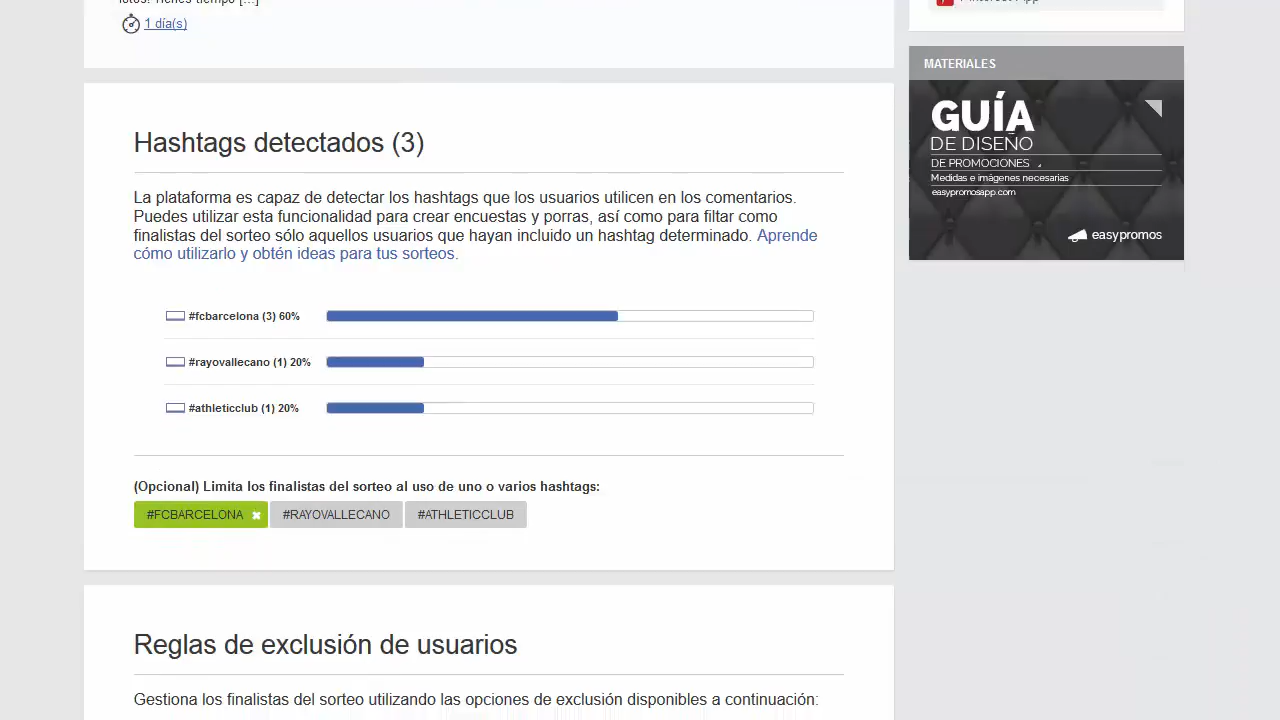 fotos! Tienes tiempo [...]
1 día(s)
Pinterest App
MATERIALES
GUÍA
DE DISEÑO
DE PROMOCIONES
Medidas e imágenes necesarias
easypromosapp.com
easypromos
Hashtags detectados (3)
La plataforma es capaz de detectar los hashtags que los usuarios utilicen en los comentarios.
Puedes utilizar esta funcionalidad para crear encuestas y porras, así como para filtar como
finalistas del sorteo sólo aquellos usuarios que hayan incluido un hashtag determinado. Aprende
cómo utilizarlo y obtén ideas para tus sorteos.
#fcbarcelona (3) 60%
#rayovallecano (1) 20%
#athleticclub (1) 20%
(Opcional) Limita los finalistas del sorteo al uso de uno o varios hashtags:
#FCBARCELONA #RAYOVALLECANO #ATHLETICCLUB
Reglas de exclusión de usuarios
Gestiona los finalistas del sorteo utilizando las opciones de exclusión disponibles a continuación: